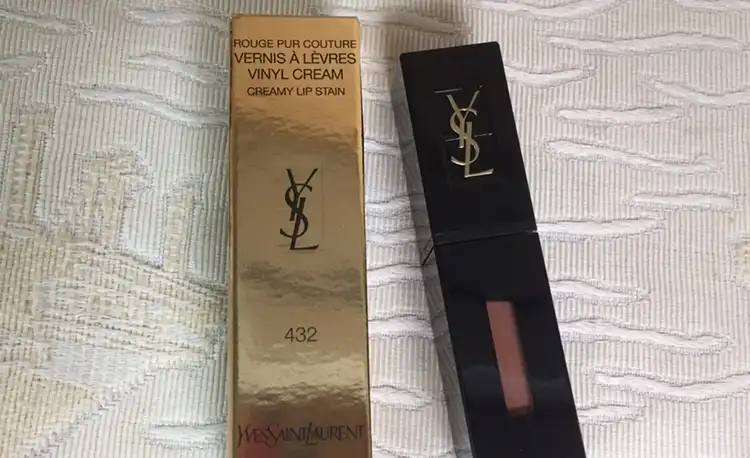 ROUGE PUR COUTURE
VERNIS À LÈVRES
VINYL CREAM
CREAMY LIP STAIN
YSL
432
YVESSAINTLAURENT
YSL